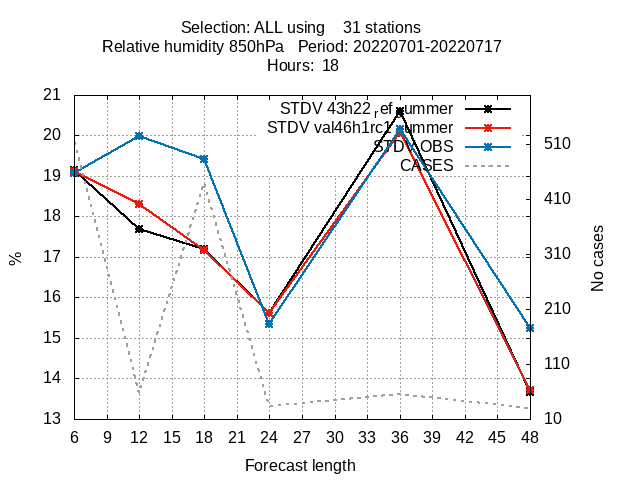 Selection: ALL using 31 stations
Relative humidity 850hPa Period: 20220701-20220717
Hours: 18
21
20
19
18
17
16
15
14
13
%
STDV 43h22_ref_summer
STDV val46h1rc1_summer
STDV OBS
CASES
510
410
310
210
110
10
No cases
6 9 12 15 18 21 24 27 30 33 36 39 42 45 48
Forecast length